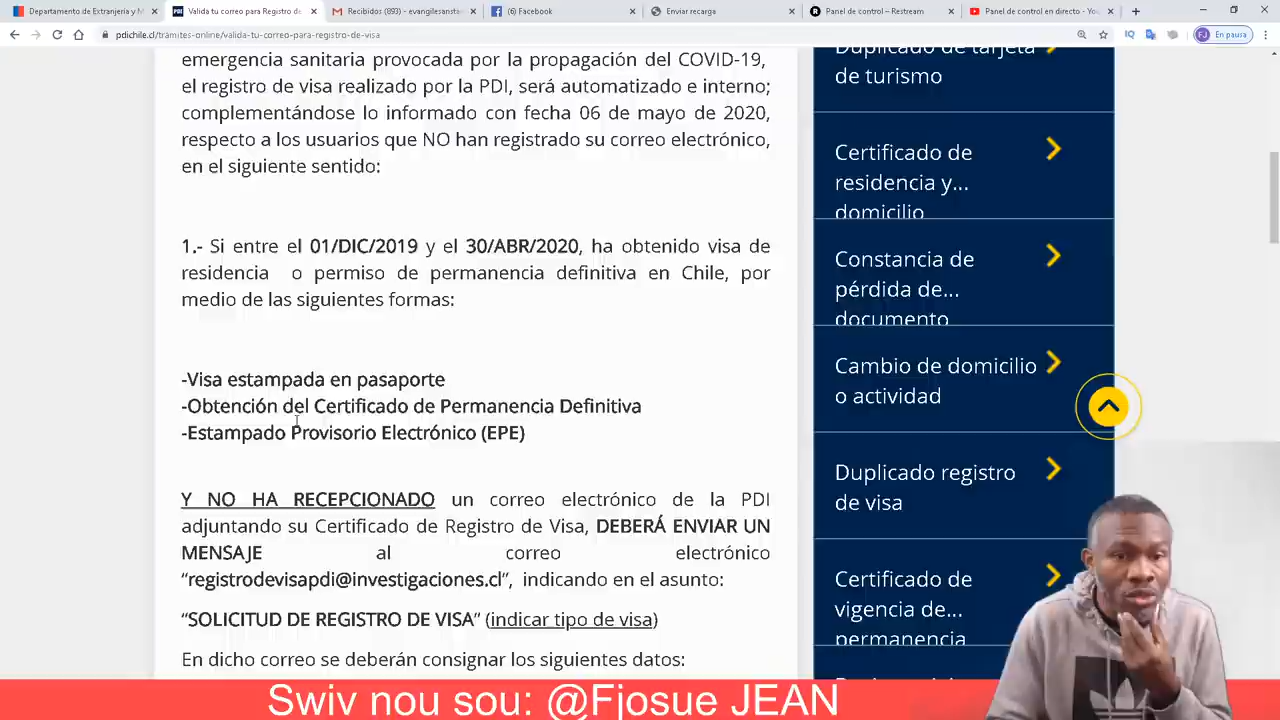 Departamento de Extranjería y M
Valida tu correo para Registro de
Recibidos (893) - evangilesanstia
(6) Facebook
Enviar recarga
Panel de control - Restream
Panel de control en directo - You
pdichile.cl/tramites-online/valida-tu-correo-para-registro-de-visa
En pausa
emergencia sanitaria provocada por la propagación del COVID-19,
el registro de visa realizado por la PDI, será automatizado e interno;
complementándose lo informado con fecha 06 de mayo de 2020,
respecto a los usuarios que NO han registrado su correo electrónico,
en el siguiente sentido:
1.- Si entre el 01/DIC/2019 y el 30/ABR/2020, ha obtenido visa de
residencia o permiso de permanencia definitiva en Chile, por
medio de las siguientes formas:
-Visa estampada en pasaporte
-Obtención del Certificado de Permanencia Definitiva
-Estampado Provisorio Electrónico (EPE)
Y NO HA RECEPCIONADO un correo electrónico de la PDI
adjuntando su Certificado de Registro de Visa, DEBERÁ ENVIAR UN
MENSAJE al correo electrónico
“registrodevisapdi@investigaciones.cl”, indicando en el asunto:
“SOLICITUD DE REGISTRO DE VISA” (indicar tipo de visa)
En dicho correo se deberán consignar los siguientes datos:
Duplicado de tarjeta
de turismo
Certificado de
residencia y...
domicilio
Constancia de
pérdida de...
documento
Cambio de domicilio
o actividad
Duplicado registro
de visa
Certificado de
vigencia de...
permanencia
Swiv nou sou: @Fjosue JEAN